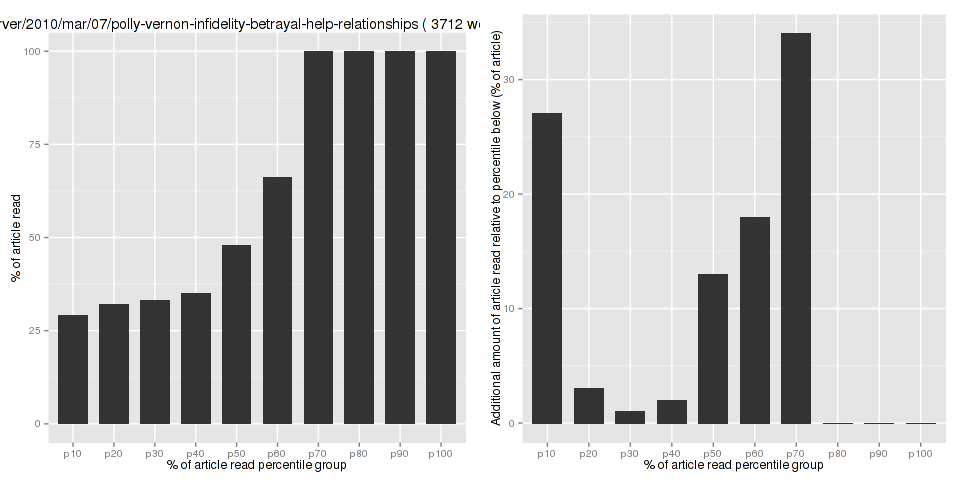 rver/2010/mar/07/polly-vernon-infidelity-betrayal-help-relationships ( 3712 w
% of article read
100
75
50
25
0
p10 p20 p30 p40 p50 p60 p70 p80 p90 p100
% of article read percentile group
Additional amount of article read relative to percentile below (% of article)
30
20
10
0
p10 p20 p30 p40 p50 p60 p70 p80 p90 p100
% of article read percentile group